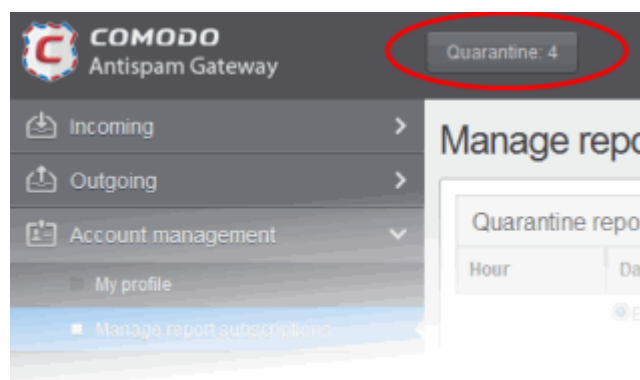 COMODO
Antispam Gateway
Quarantine: 4
Incoming
Manage repo
Outgoing
Account management
Quarantine repo
Hour Da
My profile
Manage report subscriptions